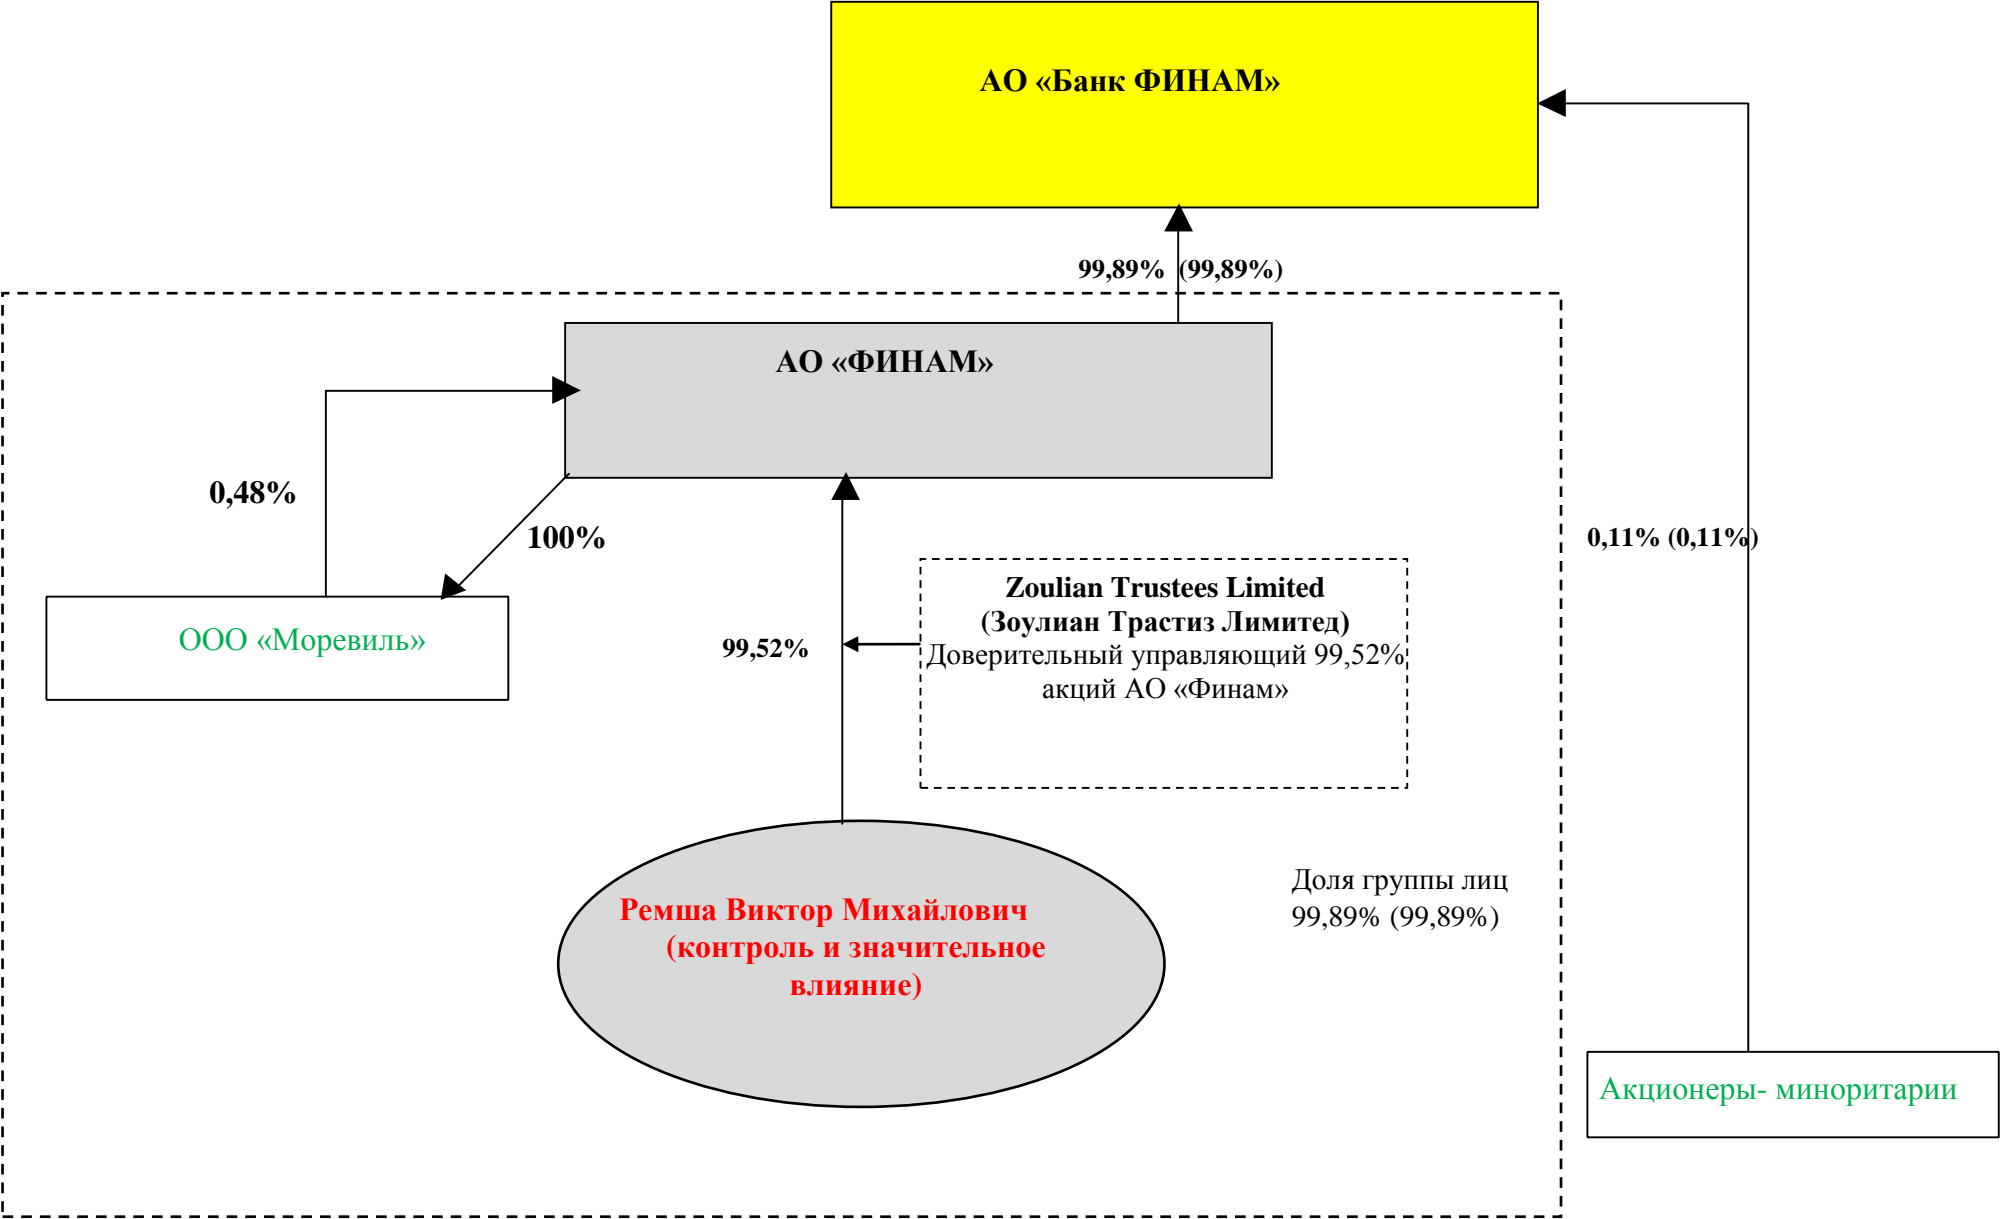 АО «Банк ФИНАМ»
99,89% (99,89%)
АО «ФИНАМ»
0,48%
100%
0,11% (0,11%)
Zoulian Trustees Limited
(Зоулиан Трастиз Лимитед)
Доверительный управляющий 99,52%
акций АО «Финам»
ООО «Моревиль»
99,52%
Доля группы лиц
99,89% (99,89%)
Ремша Виктор Михайлович
(контроль и значительное
влияние)
Акционеры- миноритарии